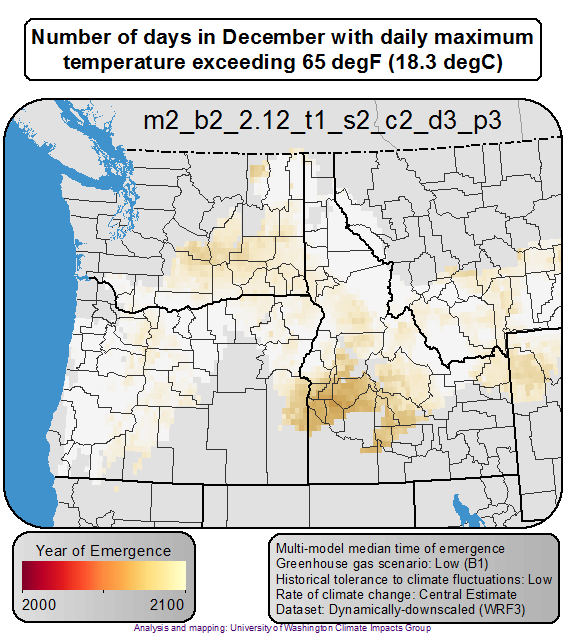 Number of days in December with daily maximum
temperature exceeding 65 degF (18.3 degC)
m2_b2_2.12_t1_s2_c2_d3_p3
Year of Emergence
2000 2100
Multi-model median time of emergence
Greenhouse gas scenario: Low (B1)
Historical tolerance to climate fluctuations: Low
Rate of climate change: Central Estimate
Dataset: Dynamically-downscaled (WRF3)
Analysis and mapping: University of Washington Climate Impacts Group